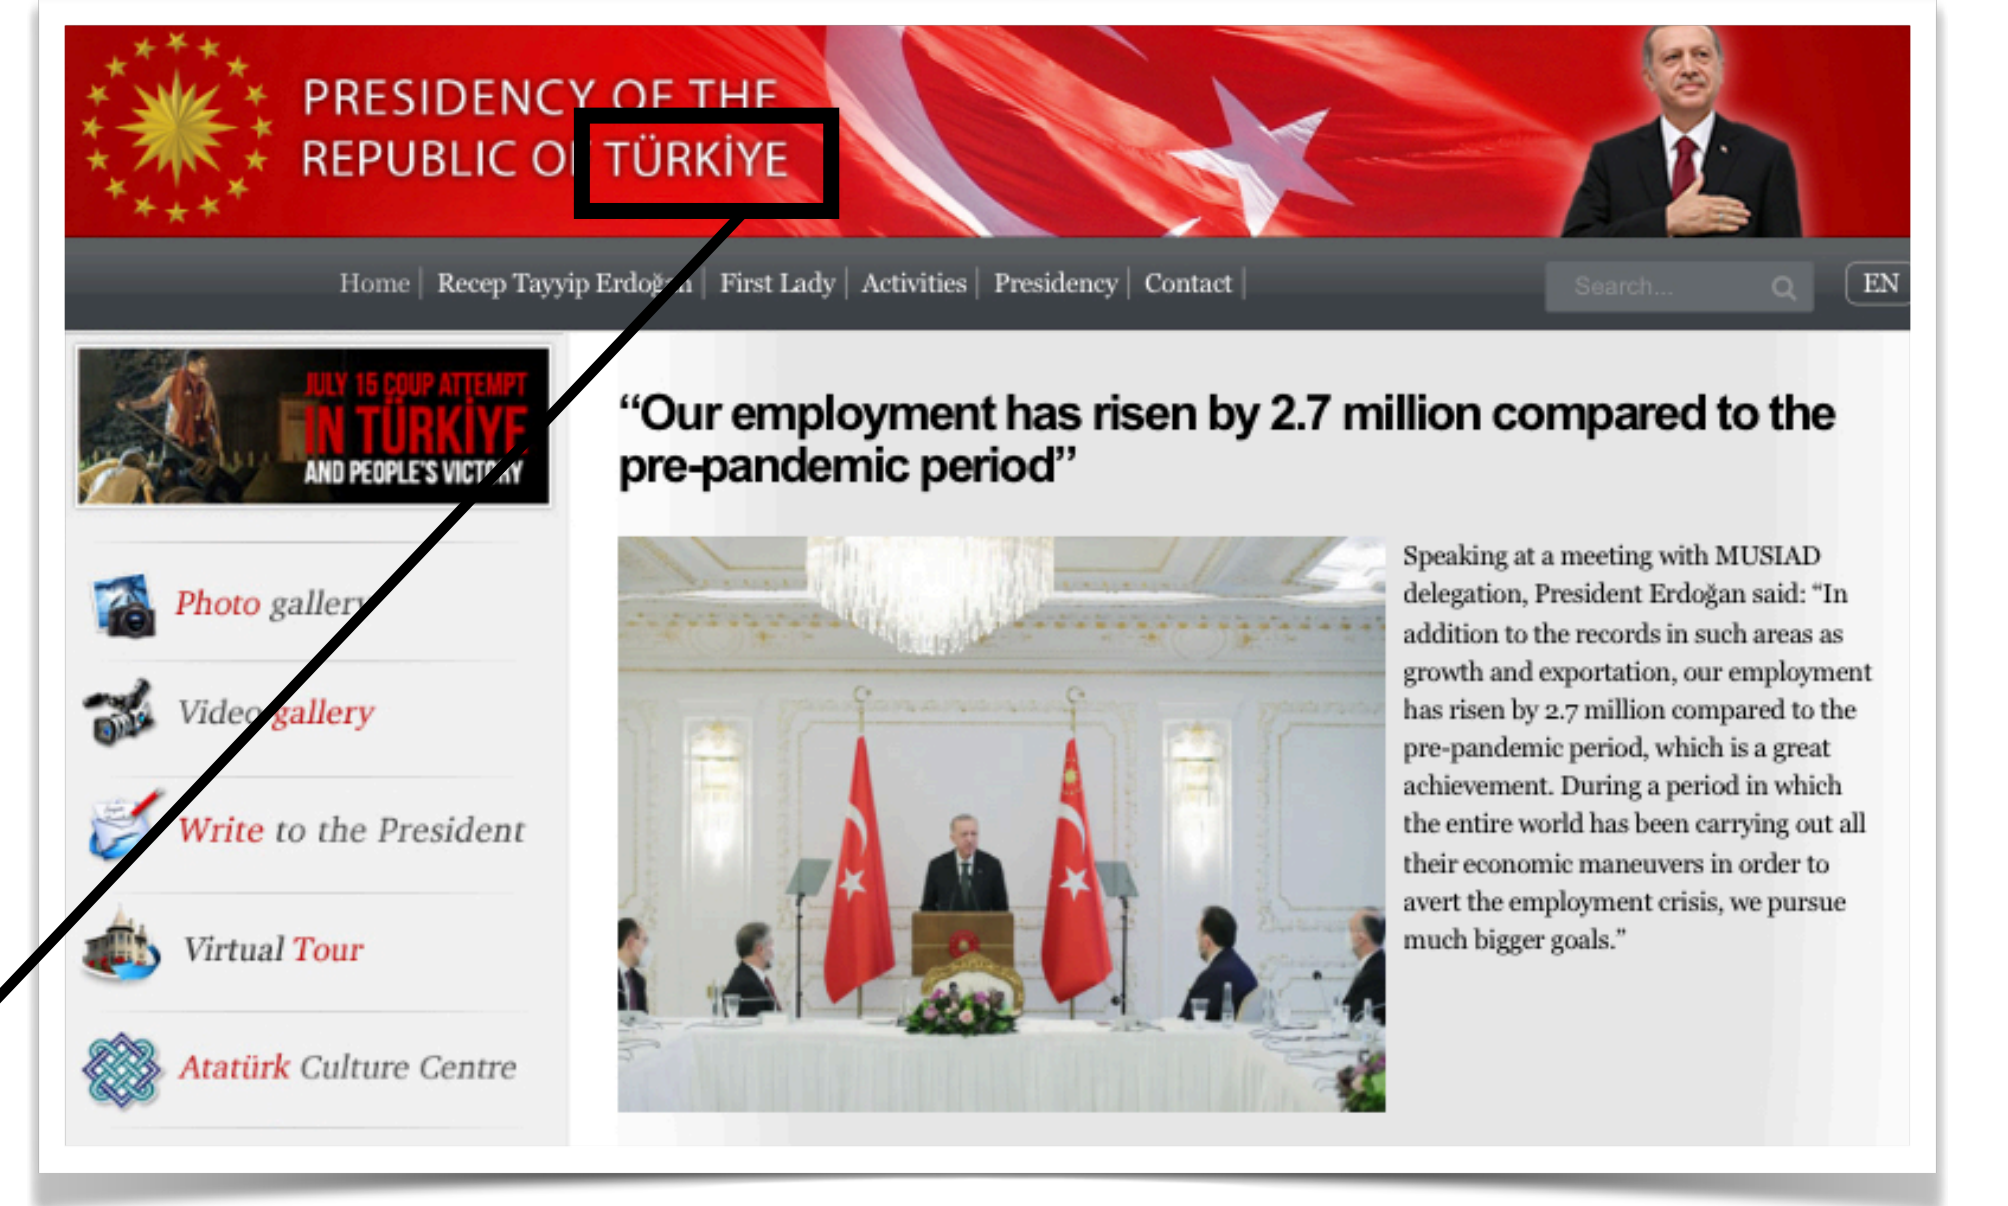 PRESIDENCY OF THE
REPUBLIC OF TÜRKİYE
Home | Recep Tayyip Erdoğan | First Lady | Activities | Presidency | Contact |
Search...
EN
JULY 15 COUP ATTEMPT
IN TÜRKİYE
AND PEOPLE'S VICTORY
Photo gallery
Video gallery
Write to the President
Virtual Tour
Atatürk Culture Centre
“Our employment has risen by 2.7 million compared to the
pre-pandemic period”
Speaking at a meeting with MUSIAD
delegation, President Erdoğan said: “In
addition to the records in such areas as
growth and exportation, our employment
has risen by 2.7 million compared to the
pre-pandemic period, which is a great
achievement. During a period in which
the entire world has been carrying out all
their economic maneuvers in order to
avert the employment crisis, we pursue
much bigger goals.”